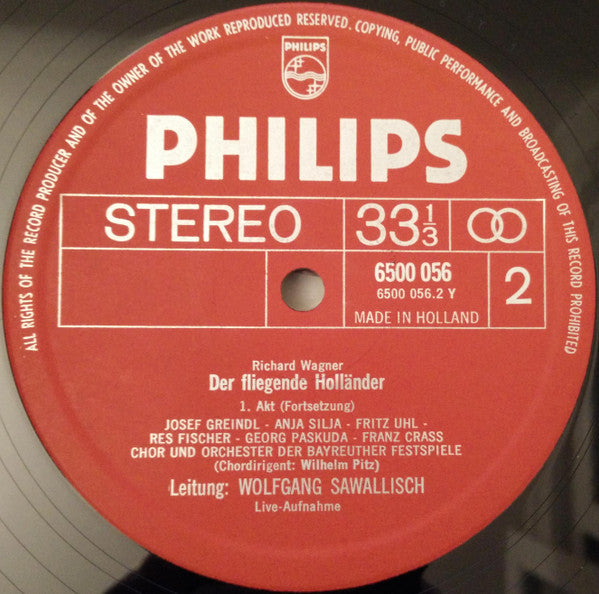 ALL RIGHTS OF THE RECORD PRODUCER AND OF THE OWNER OF THE WORK REPRODUCED RESERVED. COPYING, PUBLIC PERFORMANCE AND BROADCASTING OF THIS RECORD PROHIBITED
PHILIPS
PHILIPS
STEREO 33 1/3
6500 056
6500 056.2 Y
2
MADE IN HOLLAND
Richard Wagner
Der fliegende Holländer
1. Akt (Fortsetzung)
JOSEF GREINDL - ANJA SILJA - FRITZ UHL -
RES FISCHER - GEORG PASKUDA - FRANZ CRASS
CHOR UND ORCHESTER DER BAYREUTHER FESTSPIELE
(Chordirigent: Wilhelm Pitz)
Leitung: WOLFGANG SAWALLISCH
Live-Aufnahme